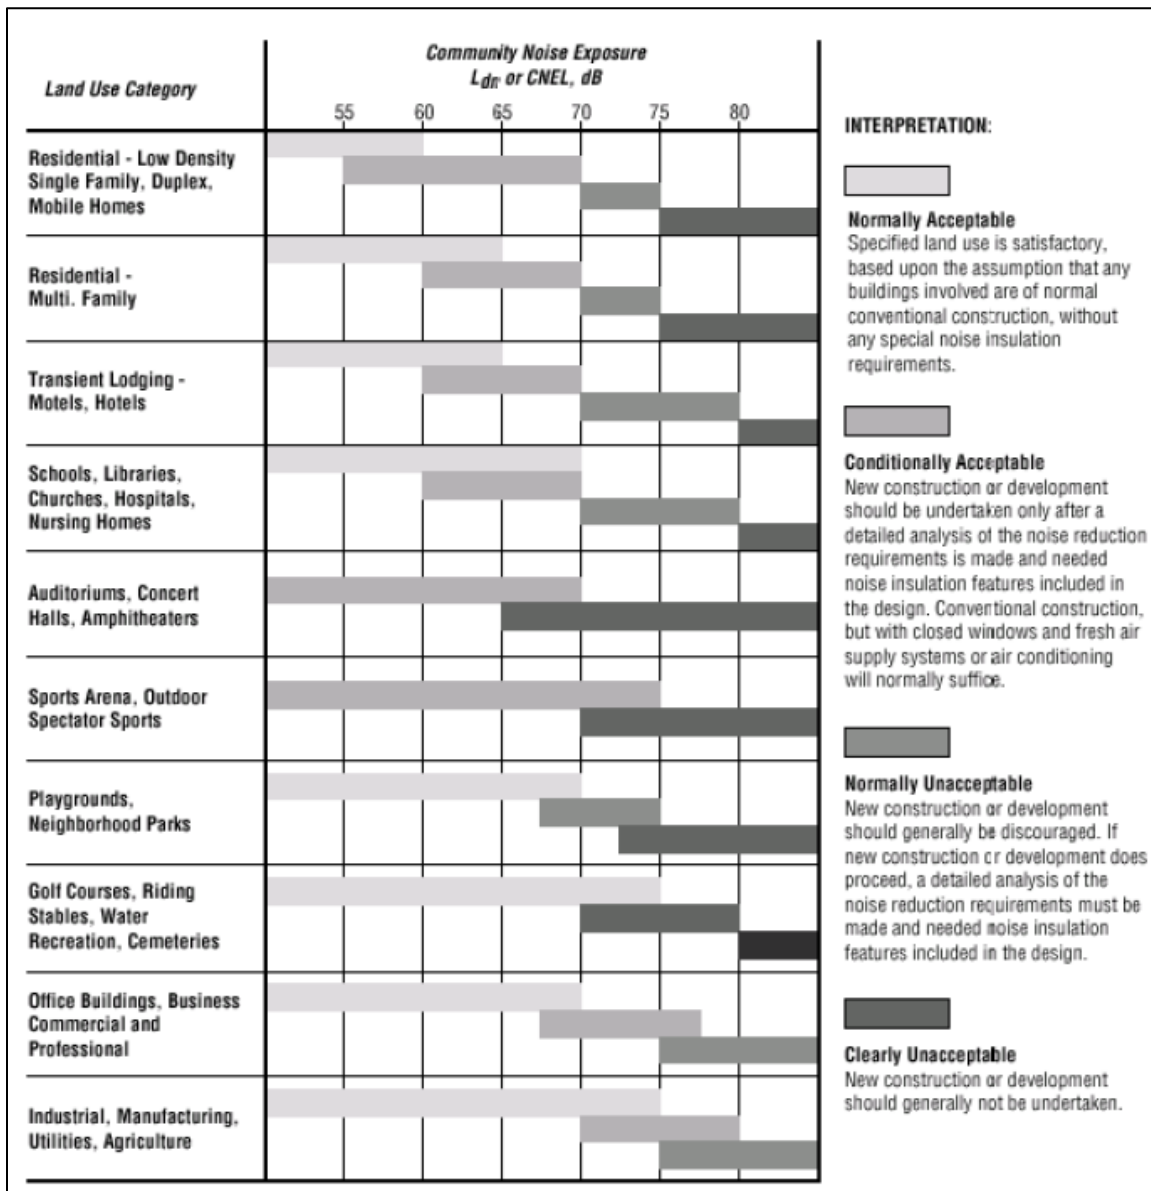 Community Noise Exposure
Ldn or CNEL, dB
Land Use Category
55 60 65 70 75 80
Residential - Low Density
Single Family, Duplex,
Mobile Homes
Residential -
Multi. Family
Transient Lodging -
Motels, Hotels
Schools, Libraries,
Churches, Hospitals,
Nursing Homes
Auditoriums, Concert
Halls, Amphitheaters
Sports Arena, Outdoor
Spectator Sports
Playgrounds,
Neighborhood Parks
Golf Courses, Riding
Stables, Water
Recreation, Cemeteries
Office Buildings, Business
Commercial and
Professional
Industrial, Manufacturing,
Utilities, Agriculture
INTERPRETATION:
Normally Acceptable
Specified land use is satisfactory,
based upon the assumption that any
buildings involved are of normal
conventional construction, without
any special noise insulation
requirements.
Conditionally Acceptable
New construction or development
should be undertaken only after a
detailed analysis of the noise reduction
requirements is made and needed
noise insulation features included in
the design. Conventional construction,
but with closed windows and fresh air
supply systems or air conditioning
will normally suffice.
Normally Unacceptable
New construction or development
should generally be discouraged. If
new construction or development does
proceed, a detailed analysis of the
noise reduction requirements must be
made and needed noise insulation
features included in the design.
Clearly Unacceptable
New construction or development
should generally not be undertaken.